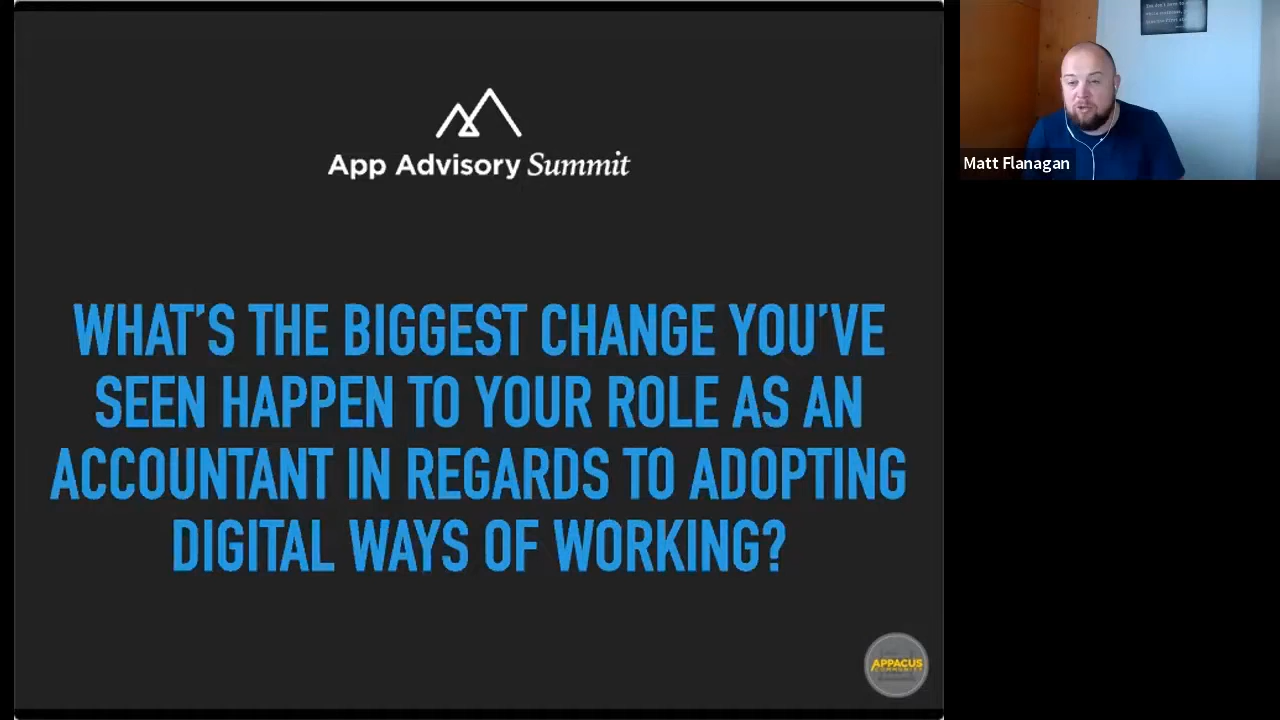 App Advisory Summit
WHAT'S THE BIGGEST CHANGE YOU'VE
SEEN HAPPEN TO YOUR ROLE AS AN
ACCOUNTANT IN REGARDS TO ADOPTING
DIGITAL WAYS OF WORKING?
APPACUS
COMMUNITY
Matt Flanagan